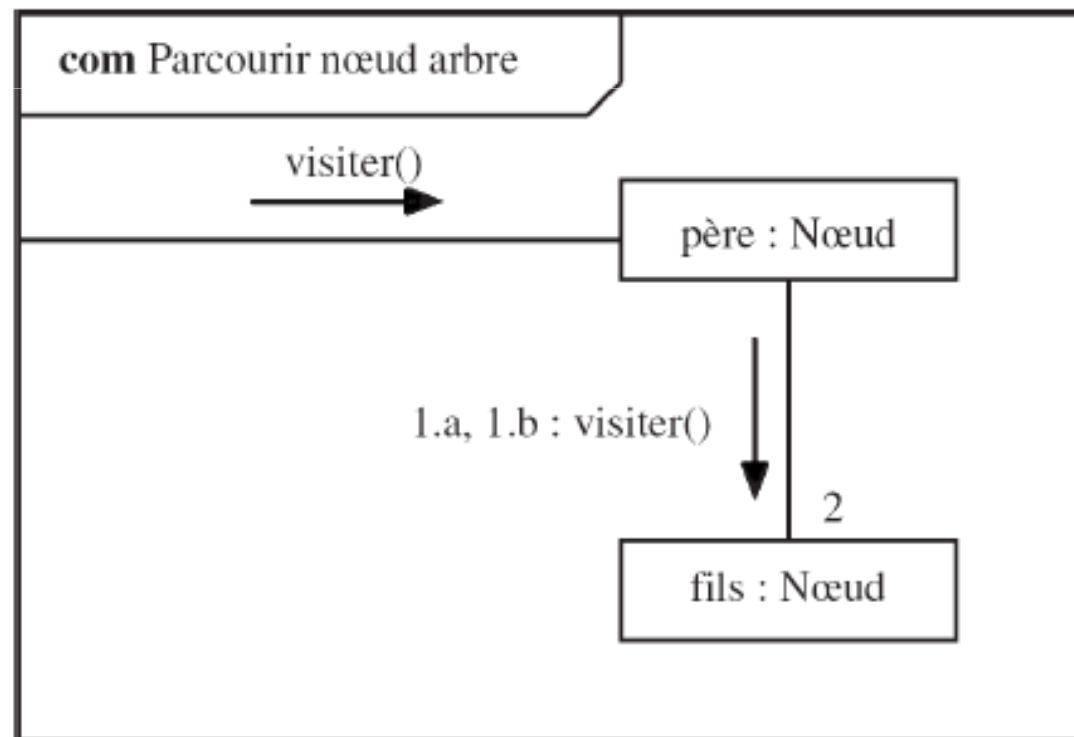 com Parcourir nœud arbre
visiter()
père : Nœud
1.a, 1.b : visiter()
2
fils : Nœud